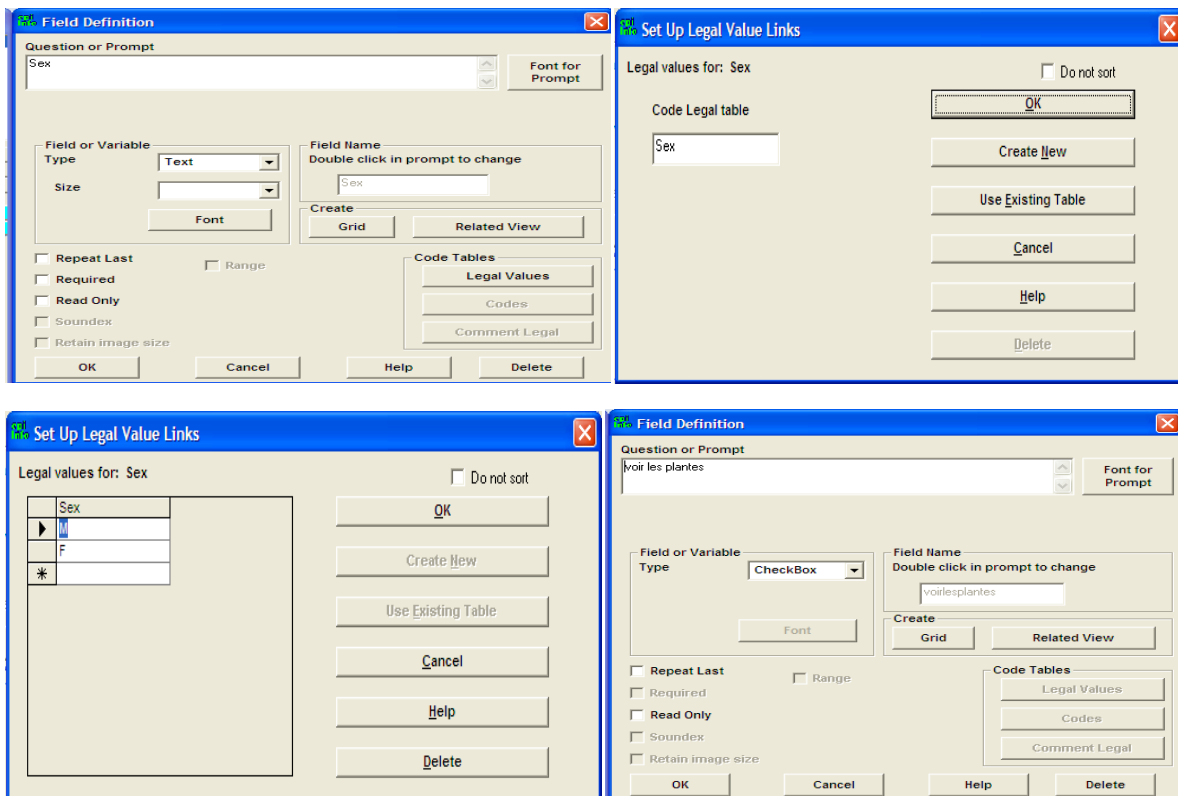 Field Definition
Question or Prompt
Sex
Font for
Prompt
Field or Variable
Type
Text
Size
Font
Field Name
Double click in prompt to change
Sex
Create
Grid
Related View
Repeat Last
Range
Required
Read Only
Soundex
Retain image size
Code Tables
Legal Values
Codes
Comment Legal
OK
Cancel
Help
Delete
Set Up Legal Value Links
Legal values for: Sex
Do not sort
Code Legal table
Sex
OK
Create New
Use Existing Table
Cancel
Help
Delete
Set Up Legal Value Links
Legal values for: Sex
Do not sort
Sex
M
F
OK
Create New
Use Existing Table
Cancel
Help
Delete
Field Definition
Question or Prompt
voir les plantes
Font for
Prompt
Field or Variable
Type
CheckBox
Font
Field Name
Double click in prompt to change
voirlesplantes
Create
Grid
Related View
Repeat Last
Range
Required
Read Only
Soundex
Retain image size
Code Tables
Legal Values
Codes
Comment Legal
OK
Cancel
Help
Delete